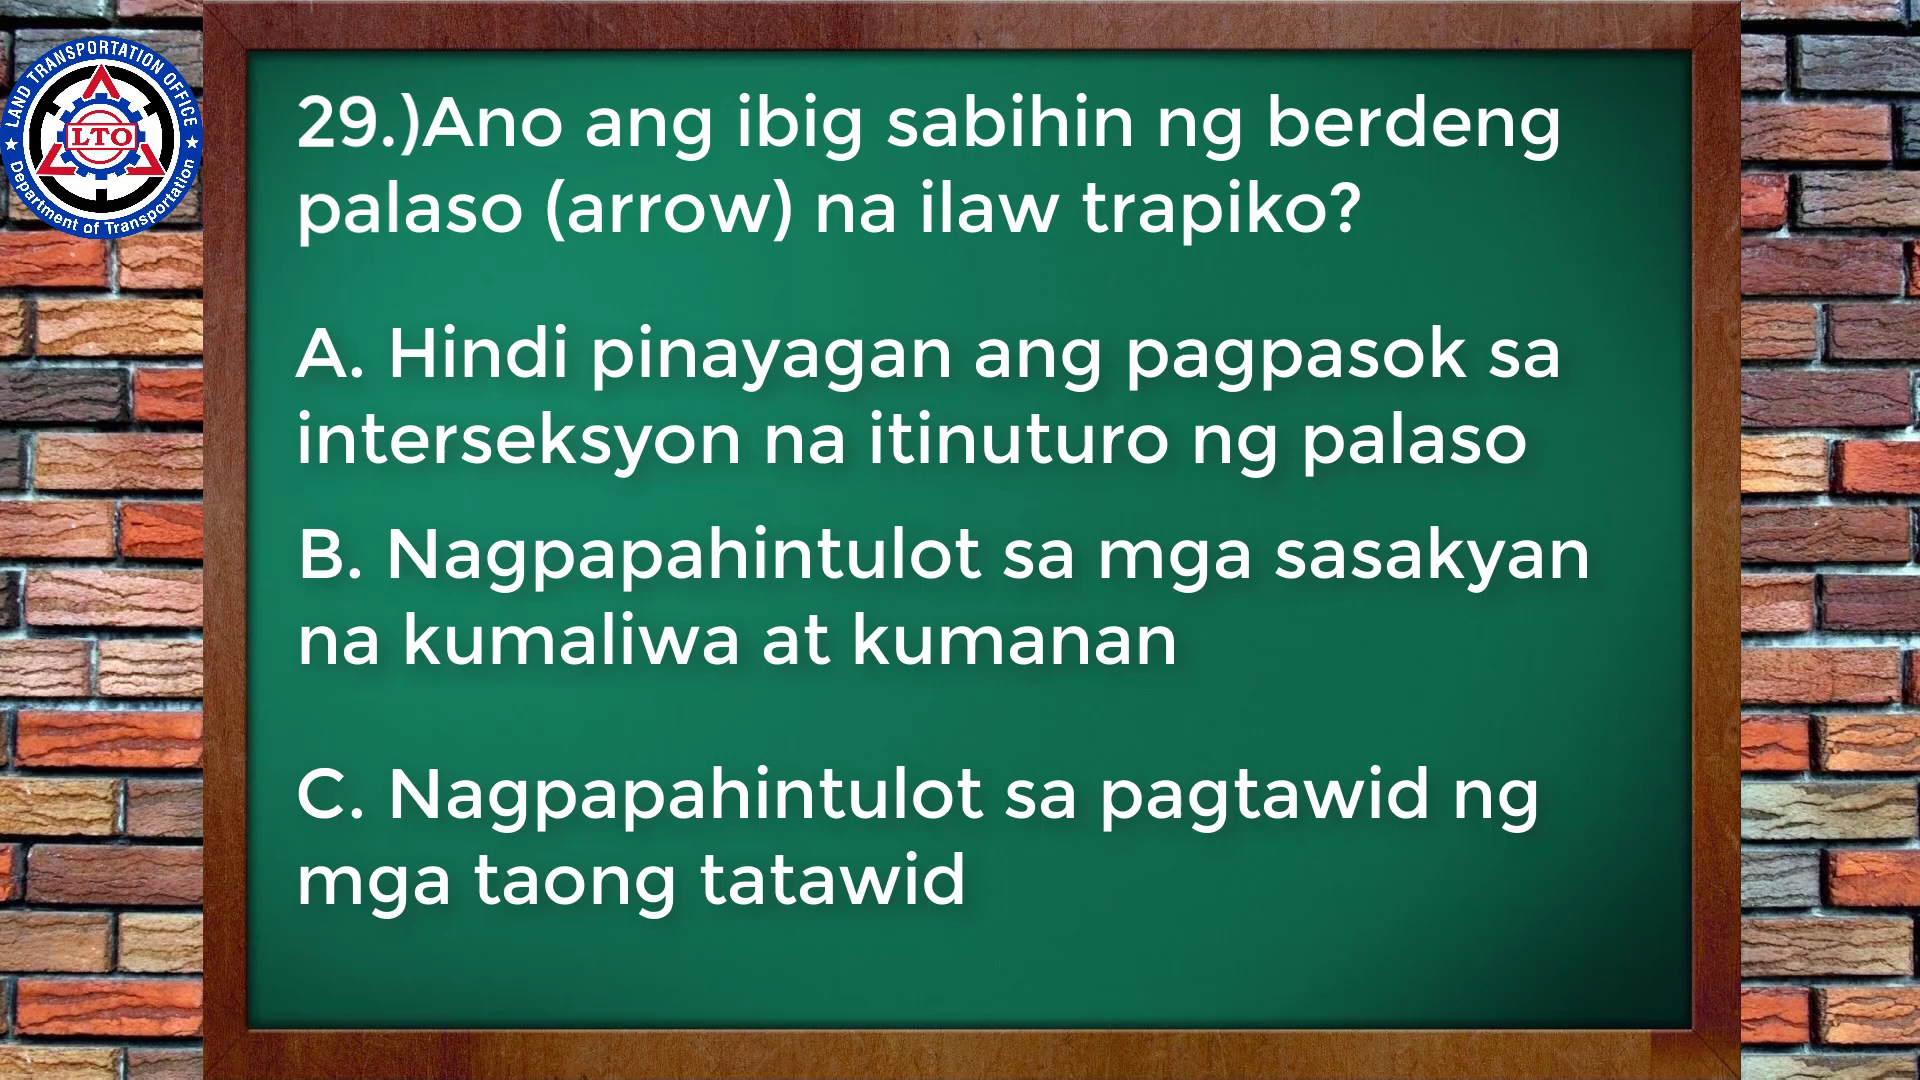 LAND TRANSPORTATION OFFICE
LTO
Department of Transportation
29.)Ano ang ibig sabihin ng berdeng
palaso (arrow) na ilaw trapiko?
A. Hindi pinayagan ang pagpasok sa
interseksyon na itinuturo ng palaso
B. Nagpapahintulot sa mga sasakyan
na kumaliwa at kumanan
C. Nagpapahintulot sa pagtawid ng
mga taong tatawid